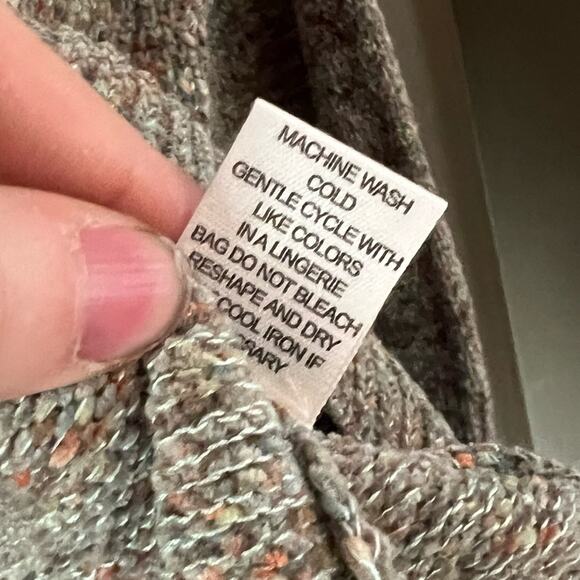 MACHINE WASH
COLD
GENTLE CYCLE WITH
LIKE COLORS
IN A LINGERIE
BAG DO NOT BLEACH
RESHAPE AND DRY
COOL IRON IF